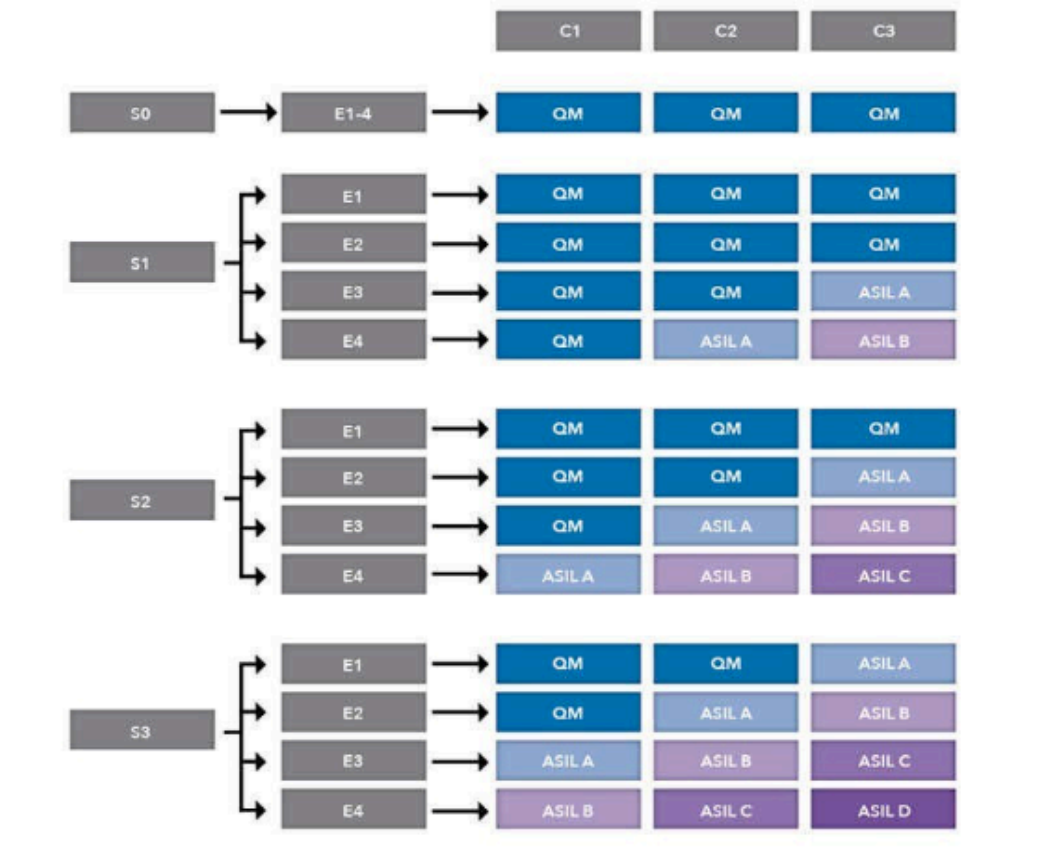 C1 C2 C3
S0 E1-4 QM QM QM
E1 QM QM QM
E2 QM QM QM
S1
E3 QM QM ASIL A
E4 QM ASIL A ASIL B
E1 QM QM QM
E2 QM QM ASIL A
S2
E3 QM ASIL A ASIL B
E4 ASIL A ASIL B ASIL C
E1 QM QM ASIL A
E2 QM ASIL A ASIL B
S3
E3 ASIL A ASIL B ASIL C
E4 ASIL B ASIL C ASIL D